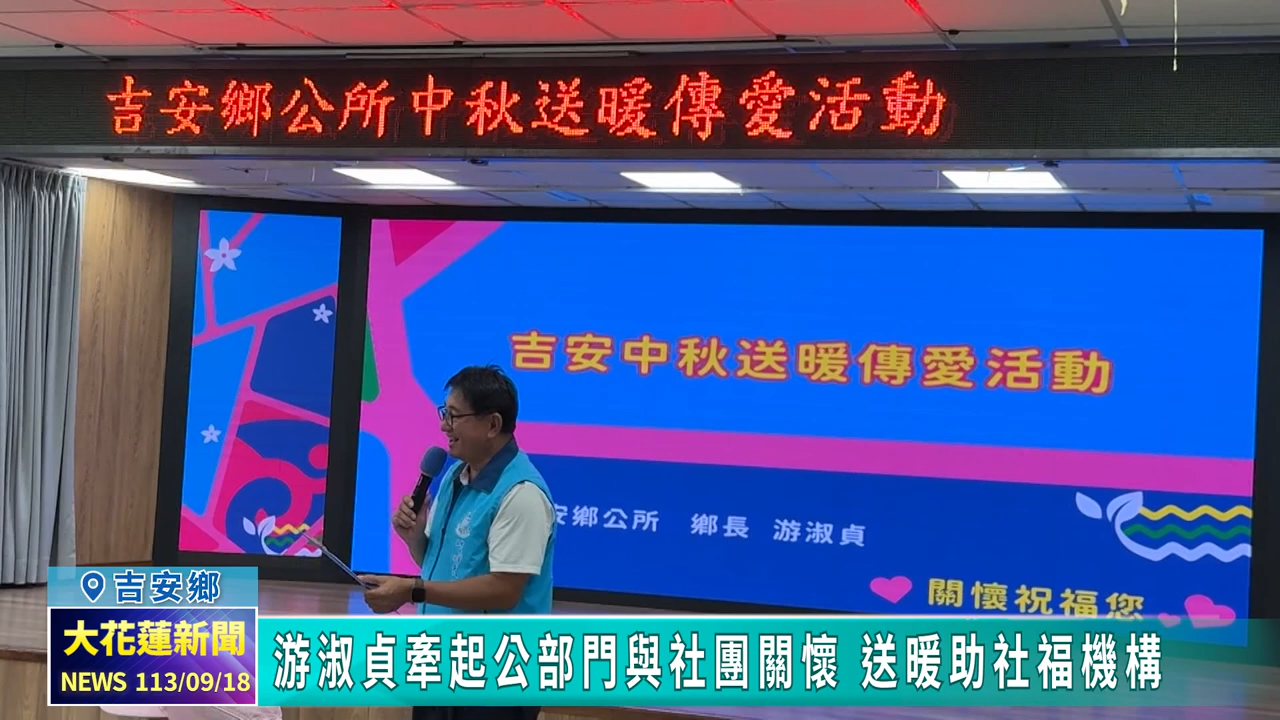 吉安鄉公所中秋送暖傳愛活動
吉安中秋送暖傳愛活動
安鄉公所 鄉長 游淑貞
關懷祝福您
吉安鄉
大花蓮新聞
NEWS 113/09/18
游淑貞牽起公部門與社團關懷 送暖助社福機構